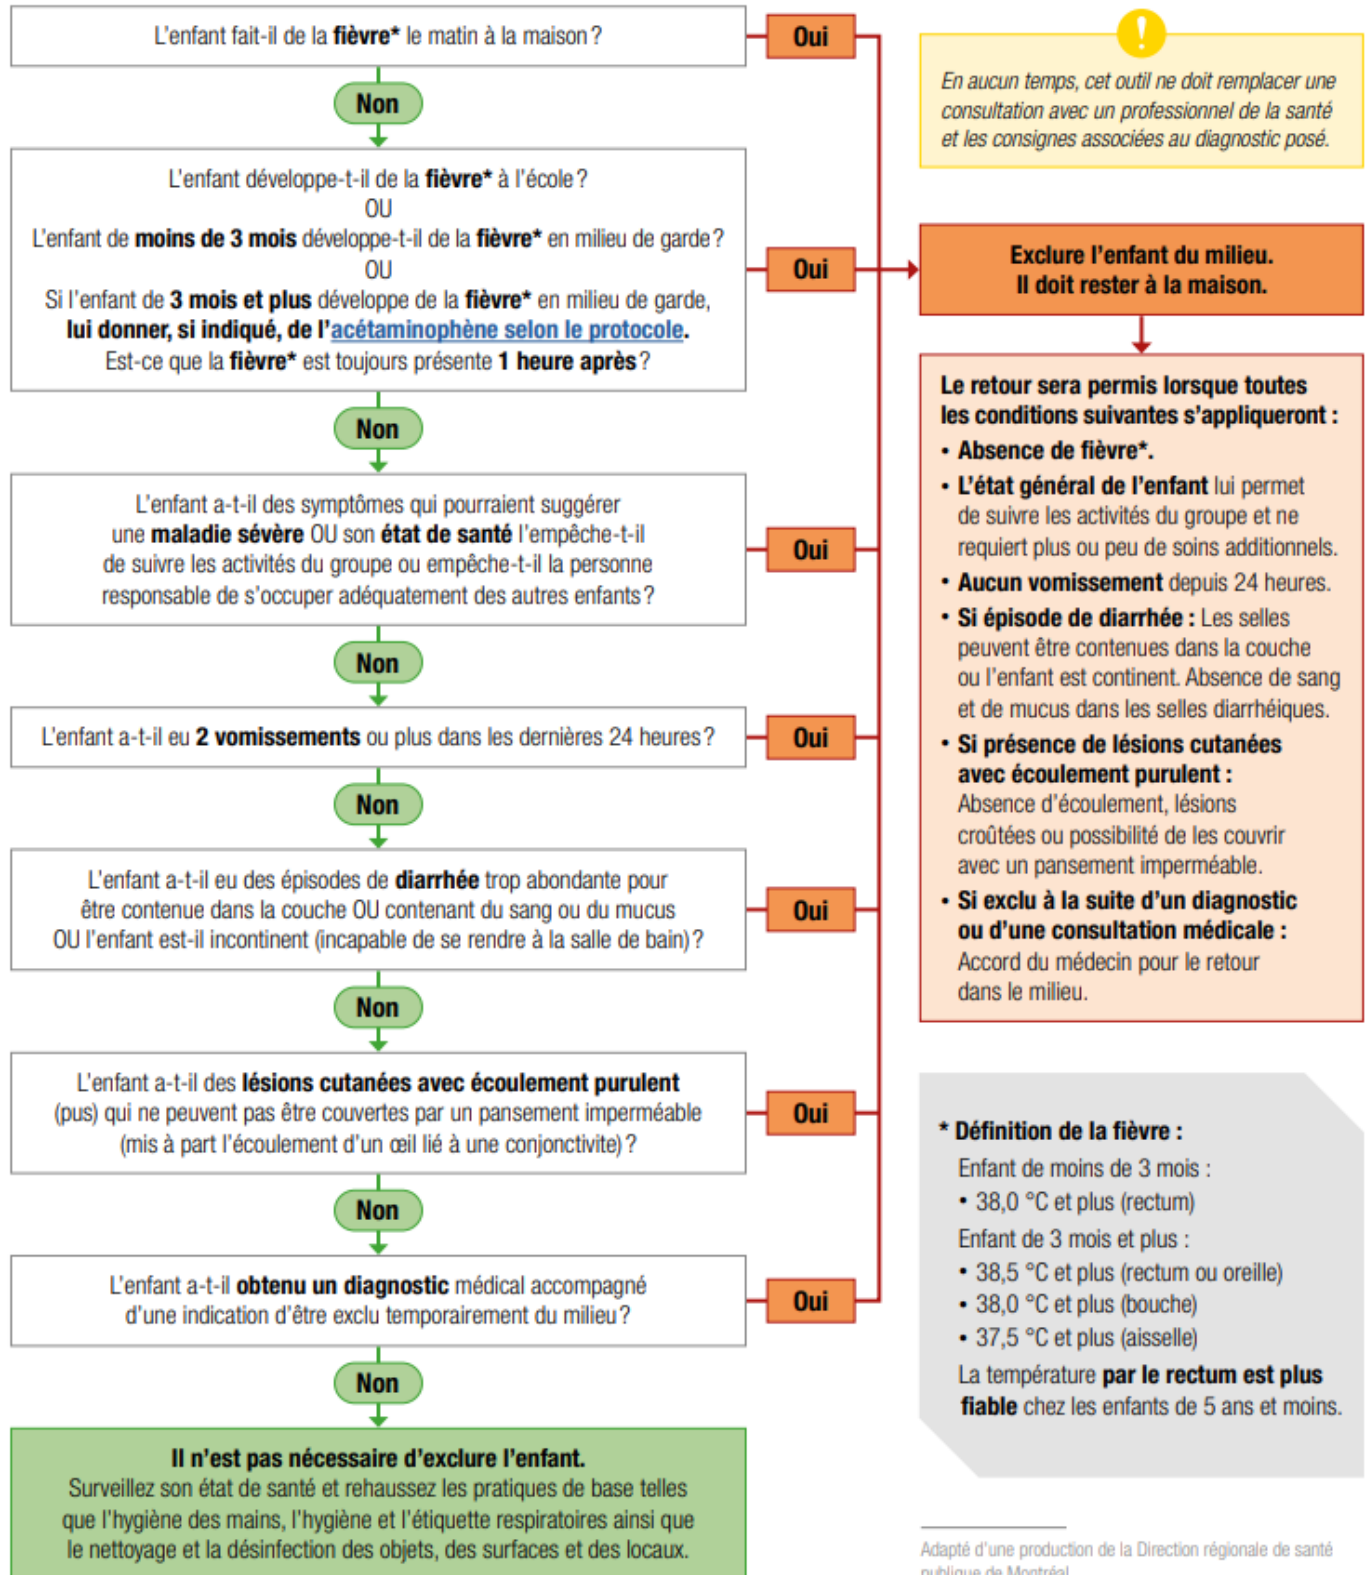 L'enfant fait-il de la fièvre* le matin à la maison ?
Oui
Non
L'enfant développe-t-il de la fièvre* à l'école ?
OU
L'enfant de moins de 3 mois développe-t-il de la fièvre* en milieu de garde ?
OU
Si l'enfant de 3 mois et plus développe de la fièvre* en milieu de garde,
lui donner, si indiqué, de l'acétaminophène selon le protocole.
Est-ce que la fièvre* est toujours présente 1 heure après ?
Oui
Non
L'enfant a-t-il des symptômes qui pourraient suggérer
une maladie sévère OU son état de santé l'empêche-t-il
de suivre les activités du groupe ou empêche-t-il la personne
responsable de s'occuper adéquatement des autres enfants ?
Oui
Non
L'enfant a-t-il eu 2 vomissements ou plus dans les dernières 24 heures ?
Oui
Non
L'enfant a-t-il eu des épisodes de diarrhée trop abondante pour
être contenue dans la couche OU contenant du sang ou du mucus
OU l'enfant est-il incontinent (incapable de se rendre à la salle de bain) ?
Oui
Non
L'enfant a-t-il des lésions cutanées avec écoulement purulent
(pus) qui ne peuvent pas être couvertes par un pansement imperméable
(mis à part l'écoulement d'un œil lié à une conjonctivite) ?
Oui
Non
L'enfant a-t-il obtenu un diagnostic médical accompagné
d'une indication d'être exclu temporairement du milieu ?
Oui
Non
Il n'est pas nécessaire d'exclure l'enfant.
Surveillez son état de santé et rehaussez les pratiques de base telles
que l'hygiène des mains, l'hygiène et l'étiquette respiratoires ainsi que
le nettoyage et la désinfection des objets, des surfaces et des locaux.
!
En aucun temps, cet outil ne doit remplacer une
consultation avec un professionnel de la santé
et les consignes associées au diagnostic posé.
Exclure l'enfant du milieu.
Il doit rester à la maison.
Le retour sera permis lorsque toutes
les conditions suivantes s'appliqueront :
• Absence de fièvre*.
• L'état général de l'enfant lui permet
de suivre les activités du groupe et ne
requiert plus ou peu de soins additionnels.
• Aucun vomissement depuis 24 heures.
• Si épisode de diarrhée : Les selles
peuvent être contenues dans la couche
ou l'enfant est continent. Absence de sang
et de mucus dans les selles diarrhéiques.
• Si présence de lésions cutanées
avec écoulement purulent :
Absence d'écoulement, lésions
croûtées ou possibilité de les couvrir
avec un pansement imperméable.
• Si exclu à la suite d'un diagnostic
ou d'une consultation médicale :
Accord du médecin pour le retour
dans le milieu.
* Définition de la fièvre :
Enfant de moins de 3 mois :
• 38,0 °C et plus (rectum)
Enfant de 3 mois et plus :
• 38,5 °C et plus (rectum ou oreille)
• 38,0 °C et plus (bouche)
• 37,5 °C et plus (aisselle)
La température par le rectum est plus
fiable chez les enfants de 5 ans et moins.
Adapté d'une production de la Direction régionale de santé
publique de Montréal